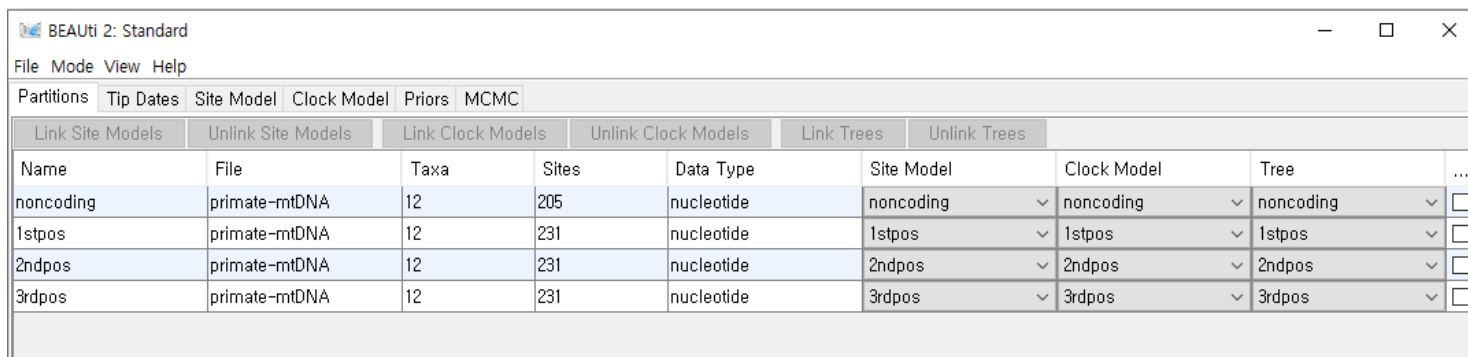 BEAUti 2: Standard
File Mode View Help
Partitions Tip Dates Site Model Clock Model Priors MCMC
Link Site Models Unlink Site Models Link Clock Models Unlink Clock Models Link Trees Unlink Trees
Name File Taxa Sites Data Type Site Model Clock Model Tree ...
noncoding primate-mtDNA 12 205 nucleotide noncoding noncoding noncoding
1stpos primate-mtDNA 12 231 nucleotide 1stpos 1stpos 1stpos
2ndpos primate-mtDNA 12 231 nucleotide 2ndpos 2ndpos 2ndpos
3rdpos primate-mtDNA 12 231 nucleotide 3rdpos 3rdpos 3rdpos